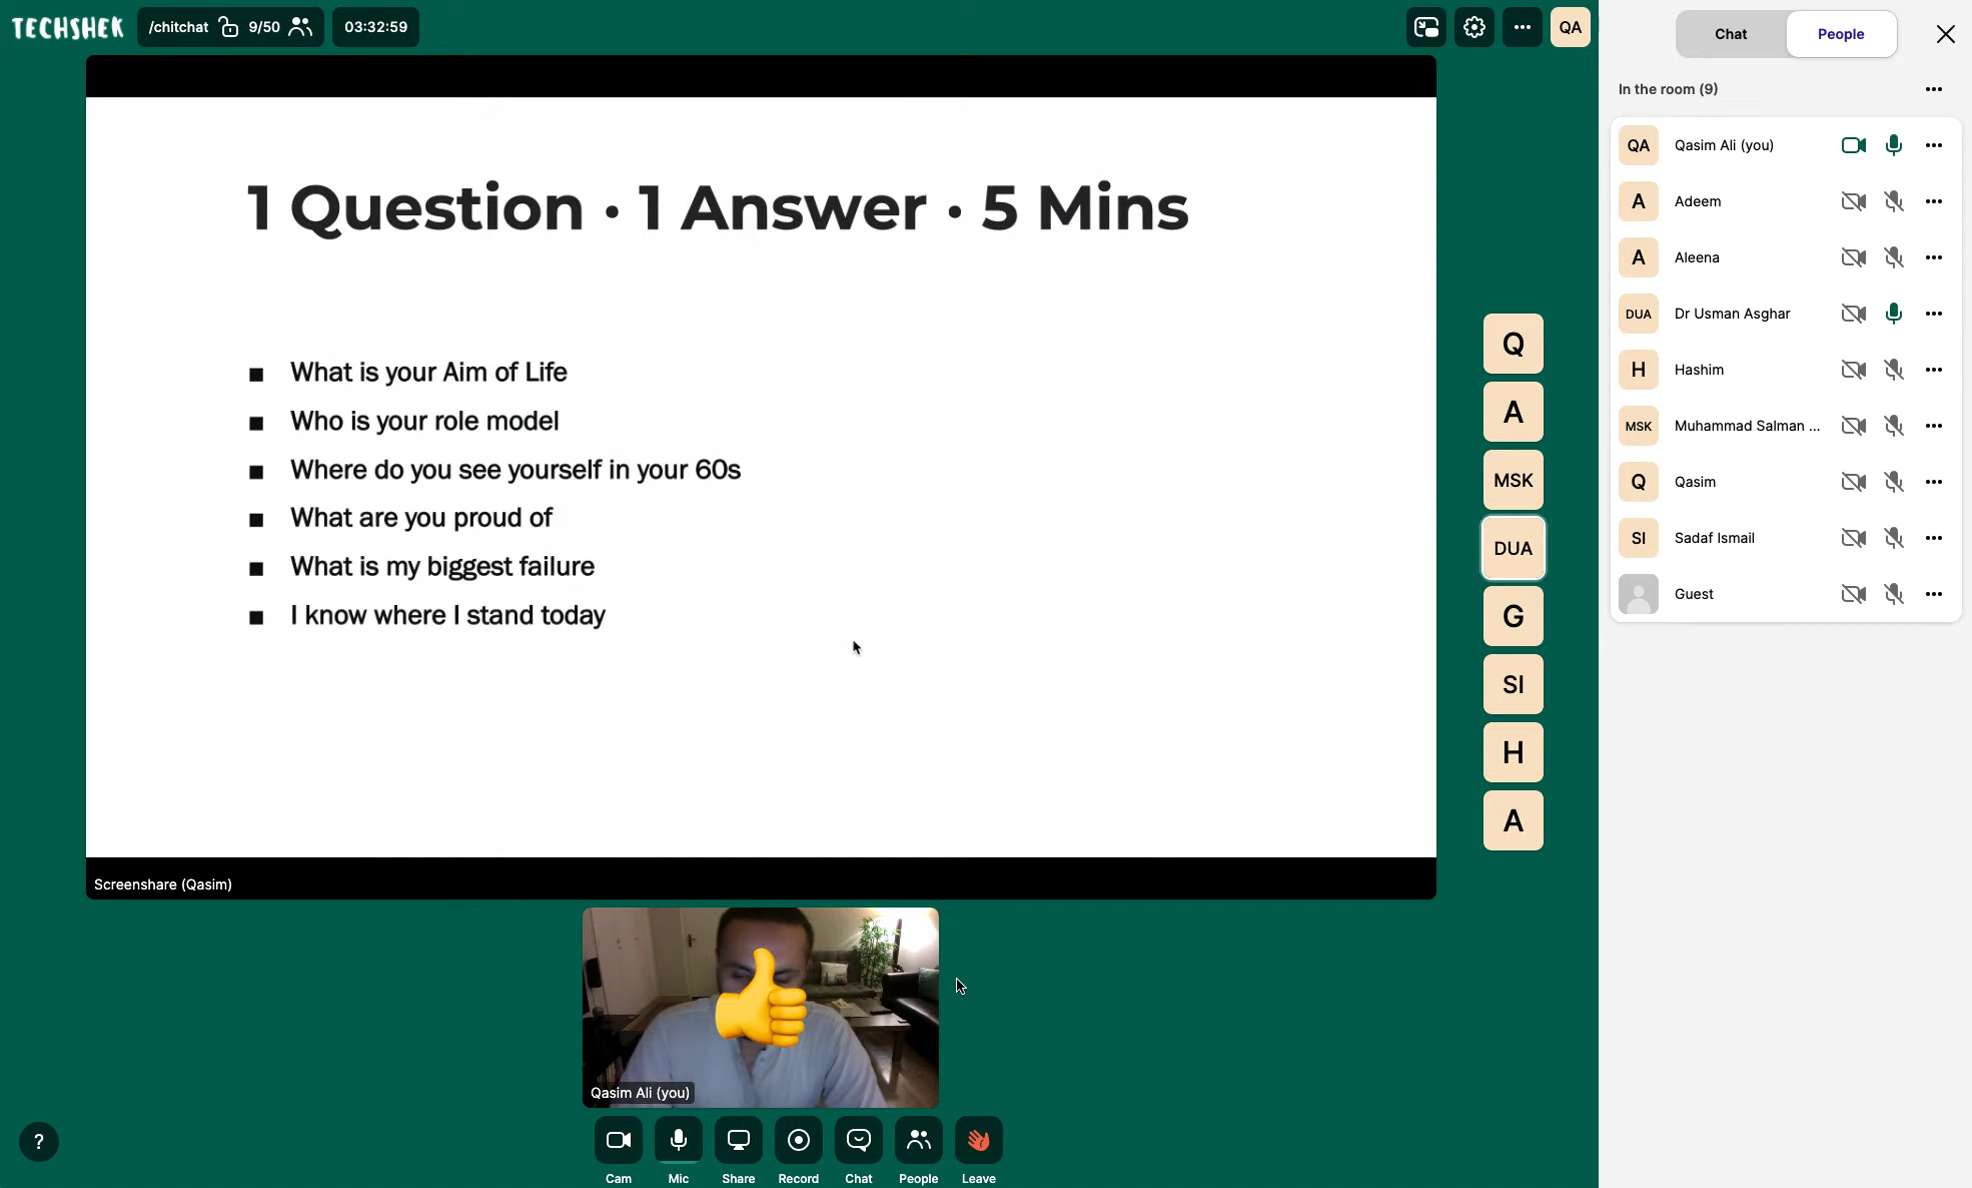 TECHSHEK
/chitchat 9/50
03:32:59
QA
1 Question · 1 Answer · 5 Mins
■ What is your Aim of Life
■ Who is your role model
■ Where do you see yourself in your 60s
■ What are you proud of
■ What is my biggest failure
■ I know where I stand today
Screenshare (Qasim)
Q
A
MSK
DUA
G
SI
H
A
Qasim Ali (you)
?
Cam
Mic
Share
Record
Chat
People
Leave
Chat
People
In the room (9)
QA Qasim Ali (you)
A Adeem
A Aleena
DUA Dr Usman Asghar
H Hashim
MSK Muhammad Salman ...
Q Qasim
SI Sadaf Ismail
Guest